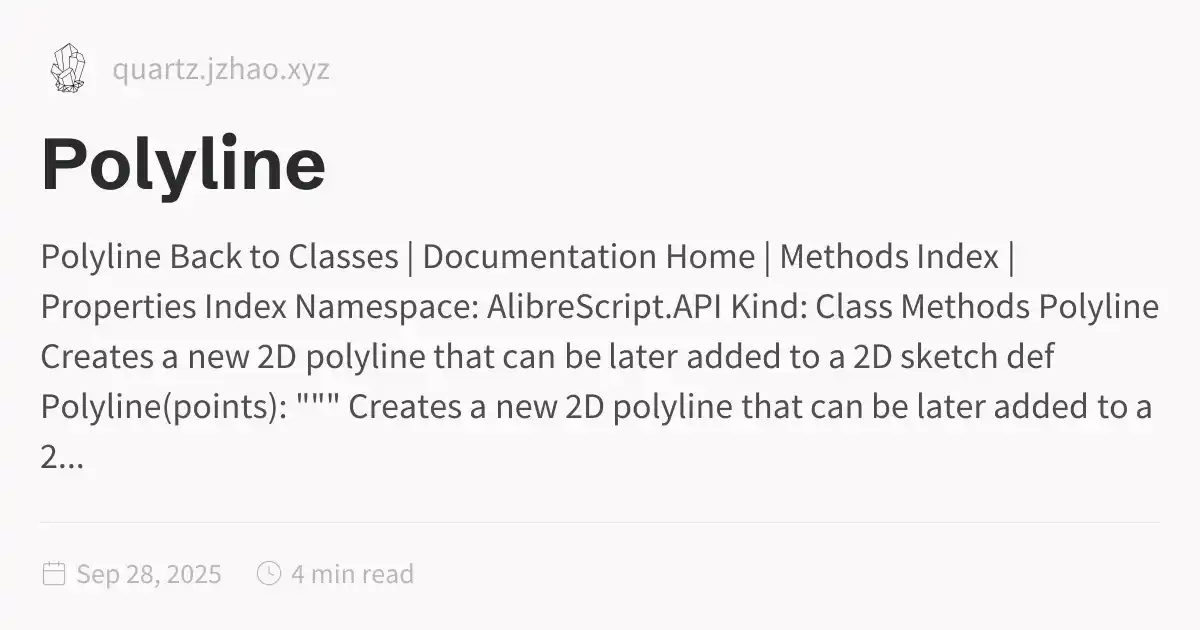 quartz.jzhao.xyz
Polyline
Polyline Back to Classes | Documentation Home | Methods Index |
Properties Index Namespace: AlibreScript.API Kind: Class Methods Polyline
Creates a new 2D polyline that can be later added to a 2D sketch def
Polyline(points): """ Creates a new 2D polyline that can be later added to a
2...
Sep 28, 2025
4 min read